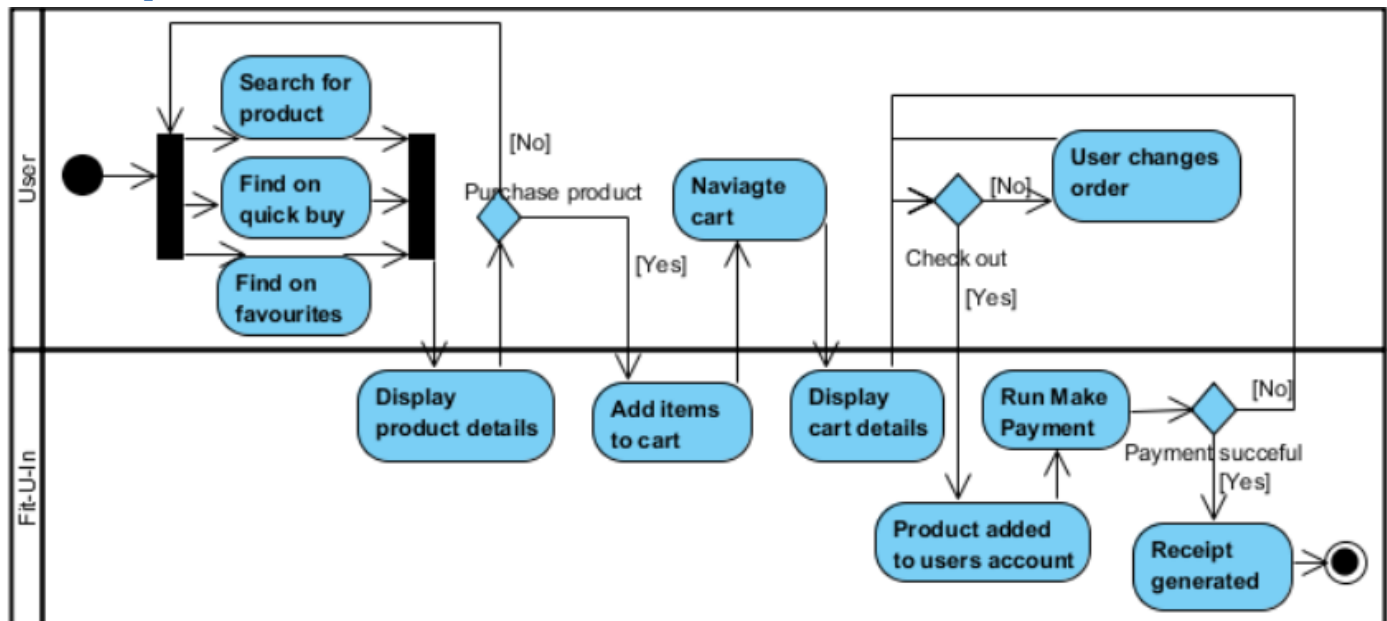 User
Search for
product
Find on
quick buy
Find on
favourites
[No]
Purchase product
[Yes]
Naviagte
cart
[No]
User changes
order
Check out
[Yes]
Fit-U-In
Display
product details
Add items
to cart
Display
cart details
Run Make
Payment
[No]
Payment succeful
[Yes]
Product added
to users account
Receipt
generated